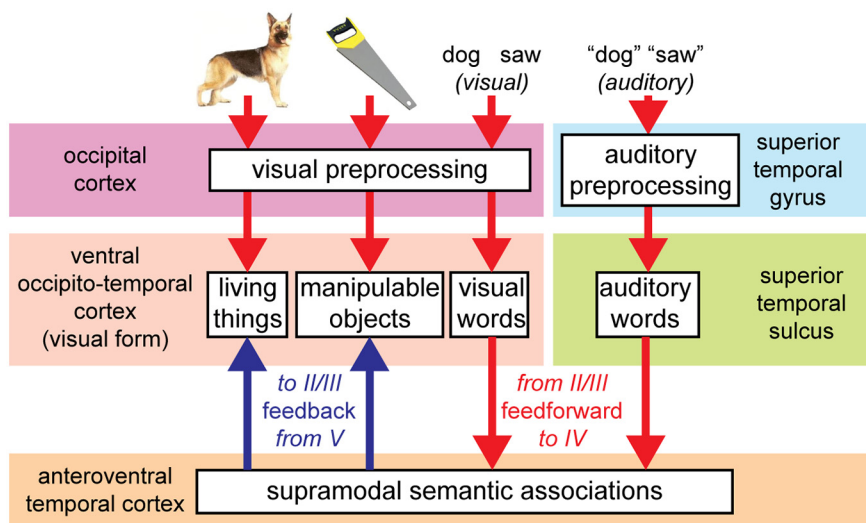 dog saw
(visual)
“dog” “saw”
(auditory)
occipital
cortex
visual preprocessing
auditory
preprocessing
superior
temporal
gyrus
ventral
occipito-temporal
cortex
(visual form)
living
things
manipulable
objects
visual
words
auditory
words
superior
temporal
sulcus
to II/III
feedback
from V
from II/III
feedforward
to IV
anteroventral
temporal cortex
supramodal semantic associations